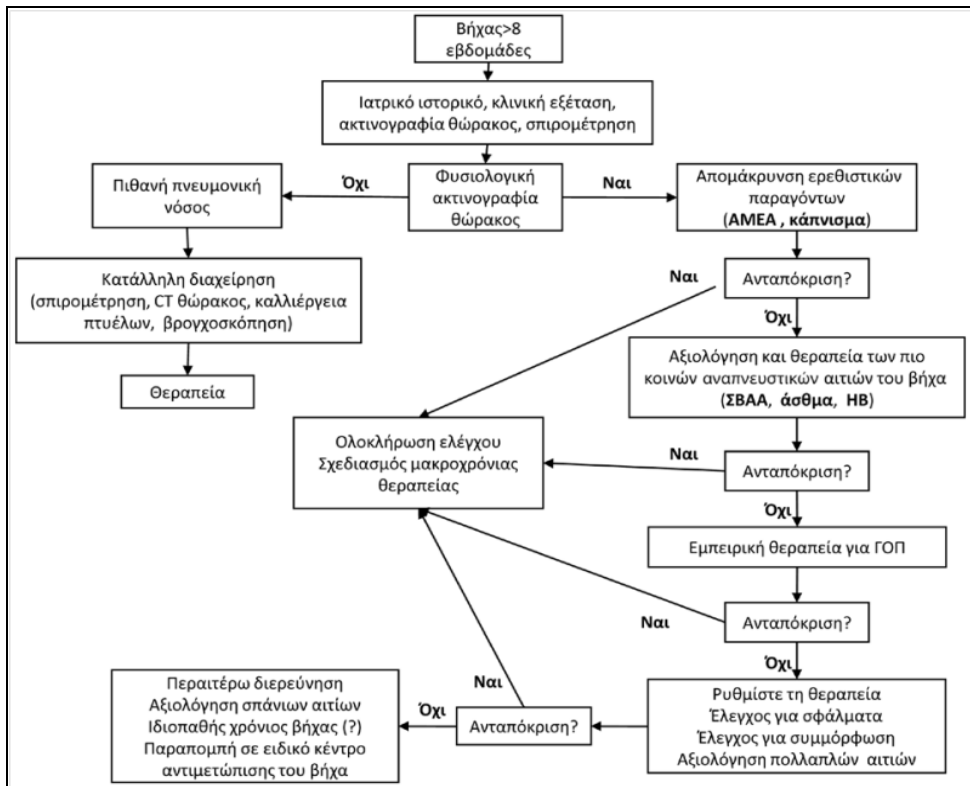 Βήχας>8
εβδομάδες
Ιατρικό ιστορικό, κλινική εξέταση,
ακτινογραφία θώρακος, σπιρομέτρηση
Πιθανή πνευμονική
νόσος
Όχι
Φυσιολογική
ακτινογραφία
θώρακος
Ναι
Απομάκρυνση ερεθιστικών
παραγόντων
(ΑΜΕΑ , κάπνισμα)
Κατάλληλη διαχείρηση
(σπιρομέτρηση, CT θώρακος, καλλιέργεια
πτυέλων, βρογχοσκόπηση)
Θεραπεία
Ναι
Ανταπόκριση?
Όχι
Αξιολόγηση και θεραπεία των πιο
κοινών αναπνευστικών αιτιών του βήχα
(ΣΒΑΑ, άσθμα, ΗΒ)
Ολοκλήρωση ελέγχου
Σχεδιασμός μακροχρόνιας
θεραπείας
Ναι
Ανταπόκριση?
Όχι
Εμπειρική θεραπεία για ΓΟΠ
Ναι
Ανταπόκριση?
Όχι
Ρυθμίστε τη θεραπεία
Έλεγχος για σφάλματα
Έλεγχος για συμμόρφωση
Αξιολόγηση πολλαπλών αιτιών
Ναι
Ανταπόκριση?
Όχι
Περαιτέρω διερεύνηση
Αξιολόγηση σπάνιων αιτίων
Ιδιοπαθής χρόνιος βήχας (?)
Παραπομπή σε ειδικό κέντρο
αντιμετώπισης του βήχα